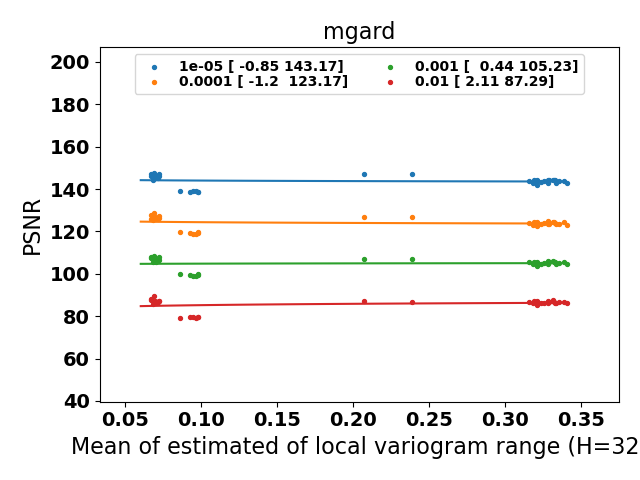 mgard
1e-05 [ -0.85 143.17]
0.0001 [ -1.2  123.17]
0.001 [  0.44 105.23]
0.01 [ 2.11 87.29]
PSNR
200
180
160
140
120
100
80
60
40
0.05 0.10 0.15 0.20 0.25 0.30 0.35
Mean of estimated of local variogram range (H=32